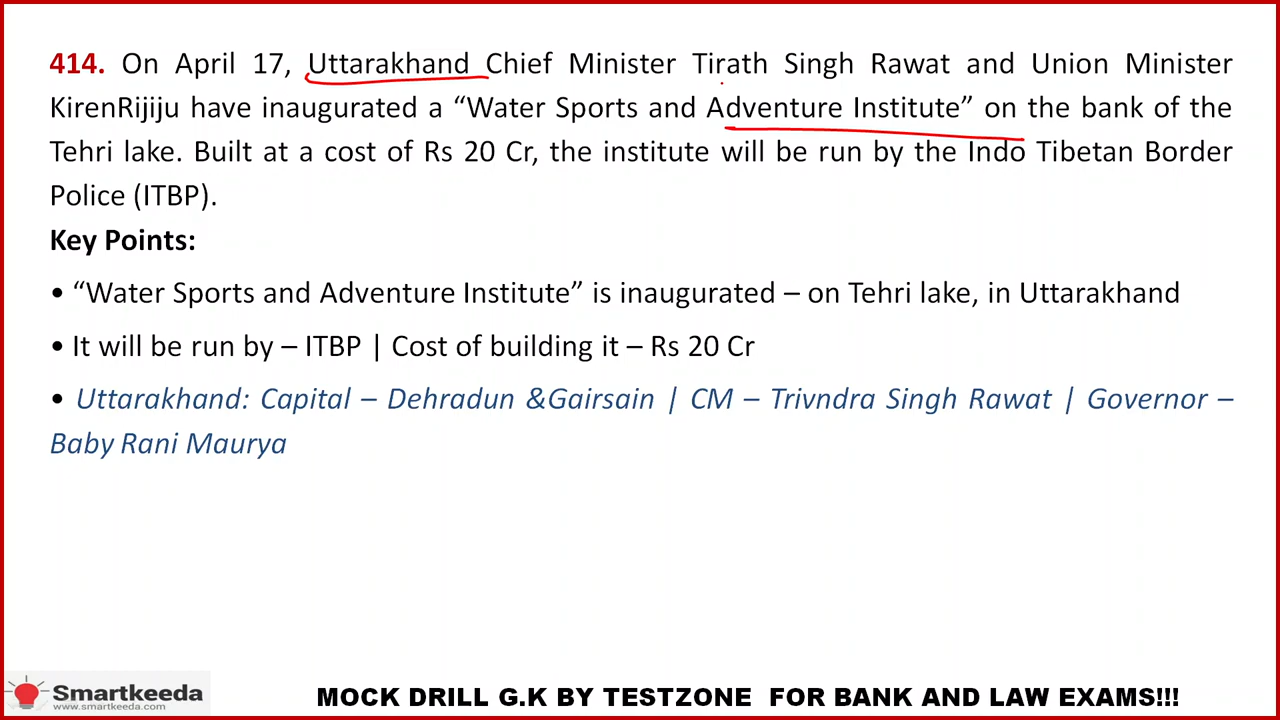 414. On April 17, Uttarakhand Chief Minister Tirath Singh Rawat and Union Minister
KirenRijiju have inaugurated a “Water Sports and Adventure Institute” on the bank of the
Tehri lake. Built at a cost of Rs 20 Cr, the institute will be run by the Indo Tibetan Border
Police (ITBP).
Key Points:
• “Water Sports and Adventure Institute” is inaugurated – on Tehri lake, in Uttarakhand
• It will be run by – ITBP | Cost of building it – Rs 20 Cr
• Uttarakhand: Capital – Dehradun &Gairsain | CM – Trivndra Singh Rawat | Governor –
Baby Rani Maurya
Smartkeeda
www.smartkeeda.com
MOCK DRILL G.K BY TESTZONE FOR BANK AND LAW EXAMS!!!